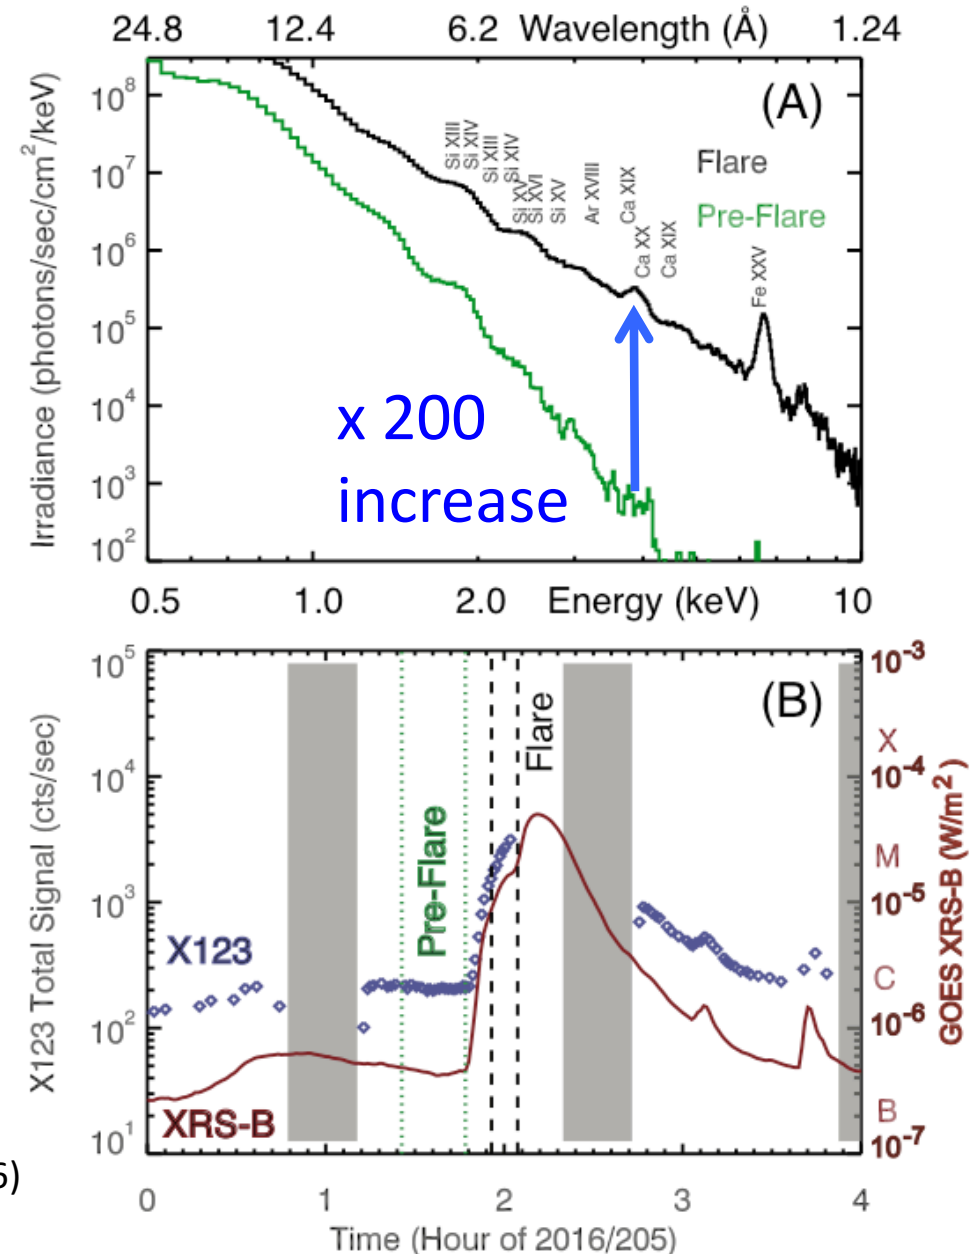 24.8 12.4 6.2 Wavelength (Å) 1.24
Irradiance (photons/sec/cm²/keV)
10⁸
10⁷
10⁶
10⁵
10⁴
10³
10²
(A)
Flare
Pre-Flare
Si XIII
Si XIV
Si XIII
Si XIV
Si XV
Si XVI
Si XV
Ar XVIII
Ca XIX
Ca XX
Ca XIX
Fe XXV
x 200
increase
0.5 1.0 2.0 Energy (keV) 10
X123 Total Signal (cts/sec)
10⁵
10⁴
10³
10²
10¹
(B)
Pre-Flare
Flare
X123
XRS-B
10⁻³
10⁻⁴
10⁻⁵
10⁻⁶
10⁻⁷
X
M
C
B
GOES XRS-B (W/m²)
0 1 2 3 4
Time (Hour of 2016/205)
6)